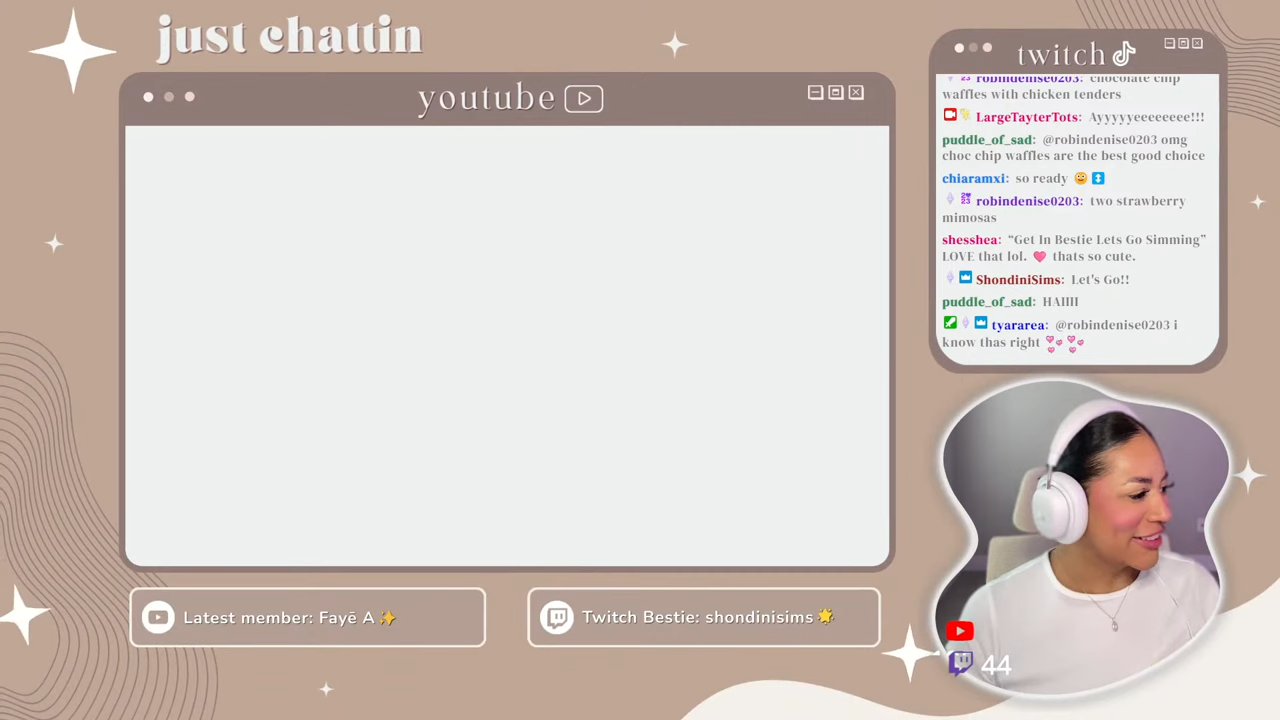 just chattin
youtube
twitch
robindenise0203: chocolate chip
waffles with chicken tenders
LargeTayterTots: Ayyyyyeeeeeeee!!!
puddle_of_sad: @robindenise0203 omg
choc chip waffles are the best good choice
chiaramxi: so ready
robindenise0203: two strawberry
mimosas
shesshea: “Get In Bestie Lets Go Simming”
LOVE that lol. thats so cute.
ShondiniSims: Let's Go!!
puddle_of_sad: HAIIII
tyararea: @robindenise0203 i
know thas right
Latest member: Fayē A
Twitch Bestie: shondinisims
44